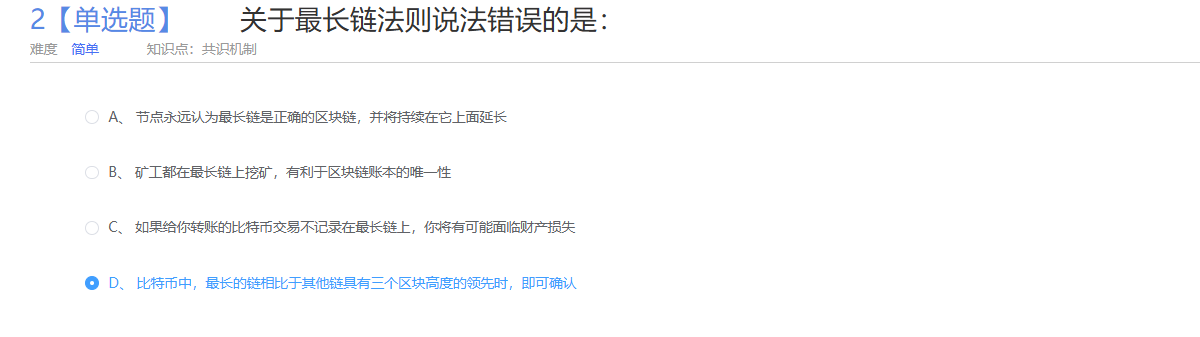 2【单选题】 关于最长链法则说法错误的是：
难度 简单 知识点：共识机制
A、 节点永远认为最长链是正确的区块链，并将持续在它上面延长
B、 矿工都在最长链上挖矿，有利于区块链账本的唯一性
C、 如果给你转账的比特币交易不记录在最长链上，你将有可能面临财产损失
D、 比特币中，最长的链相比于其他链具有三个区块高度的领先时，即可确认